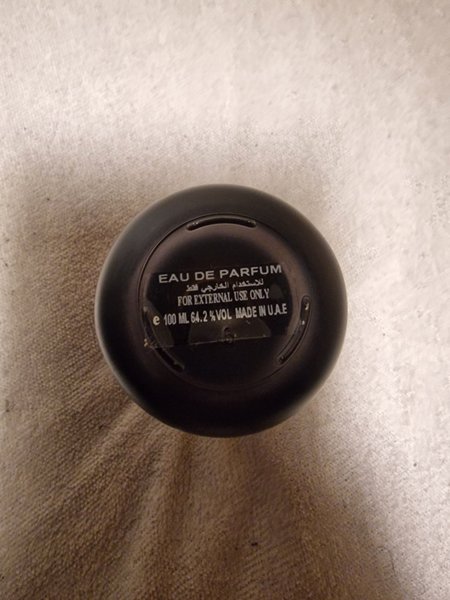 EAU DE PARFUM
للاستخدام الخارجي فقط
FOR EXTERNAL USE ONLY
e 100 ML 64.2 %VOL MADE IN U.A.E